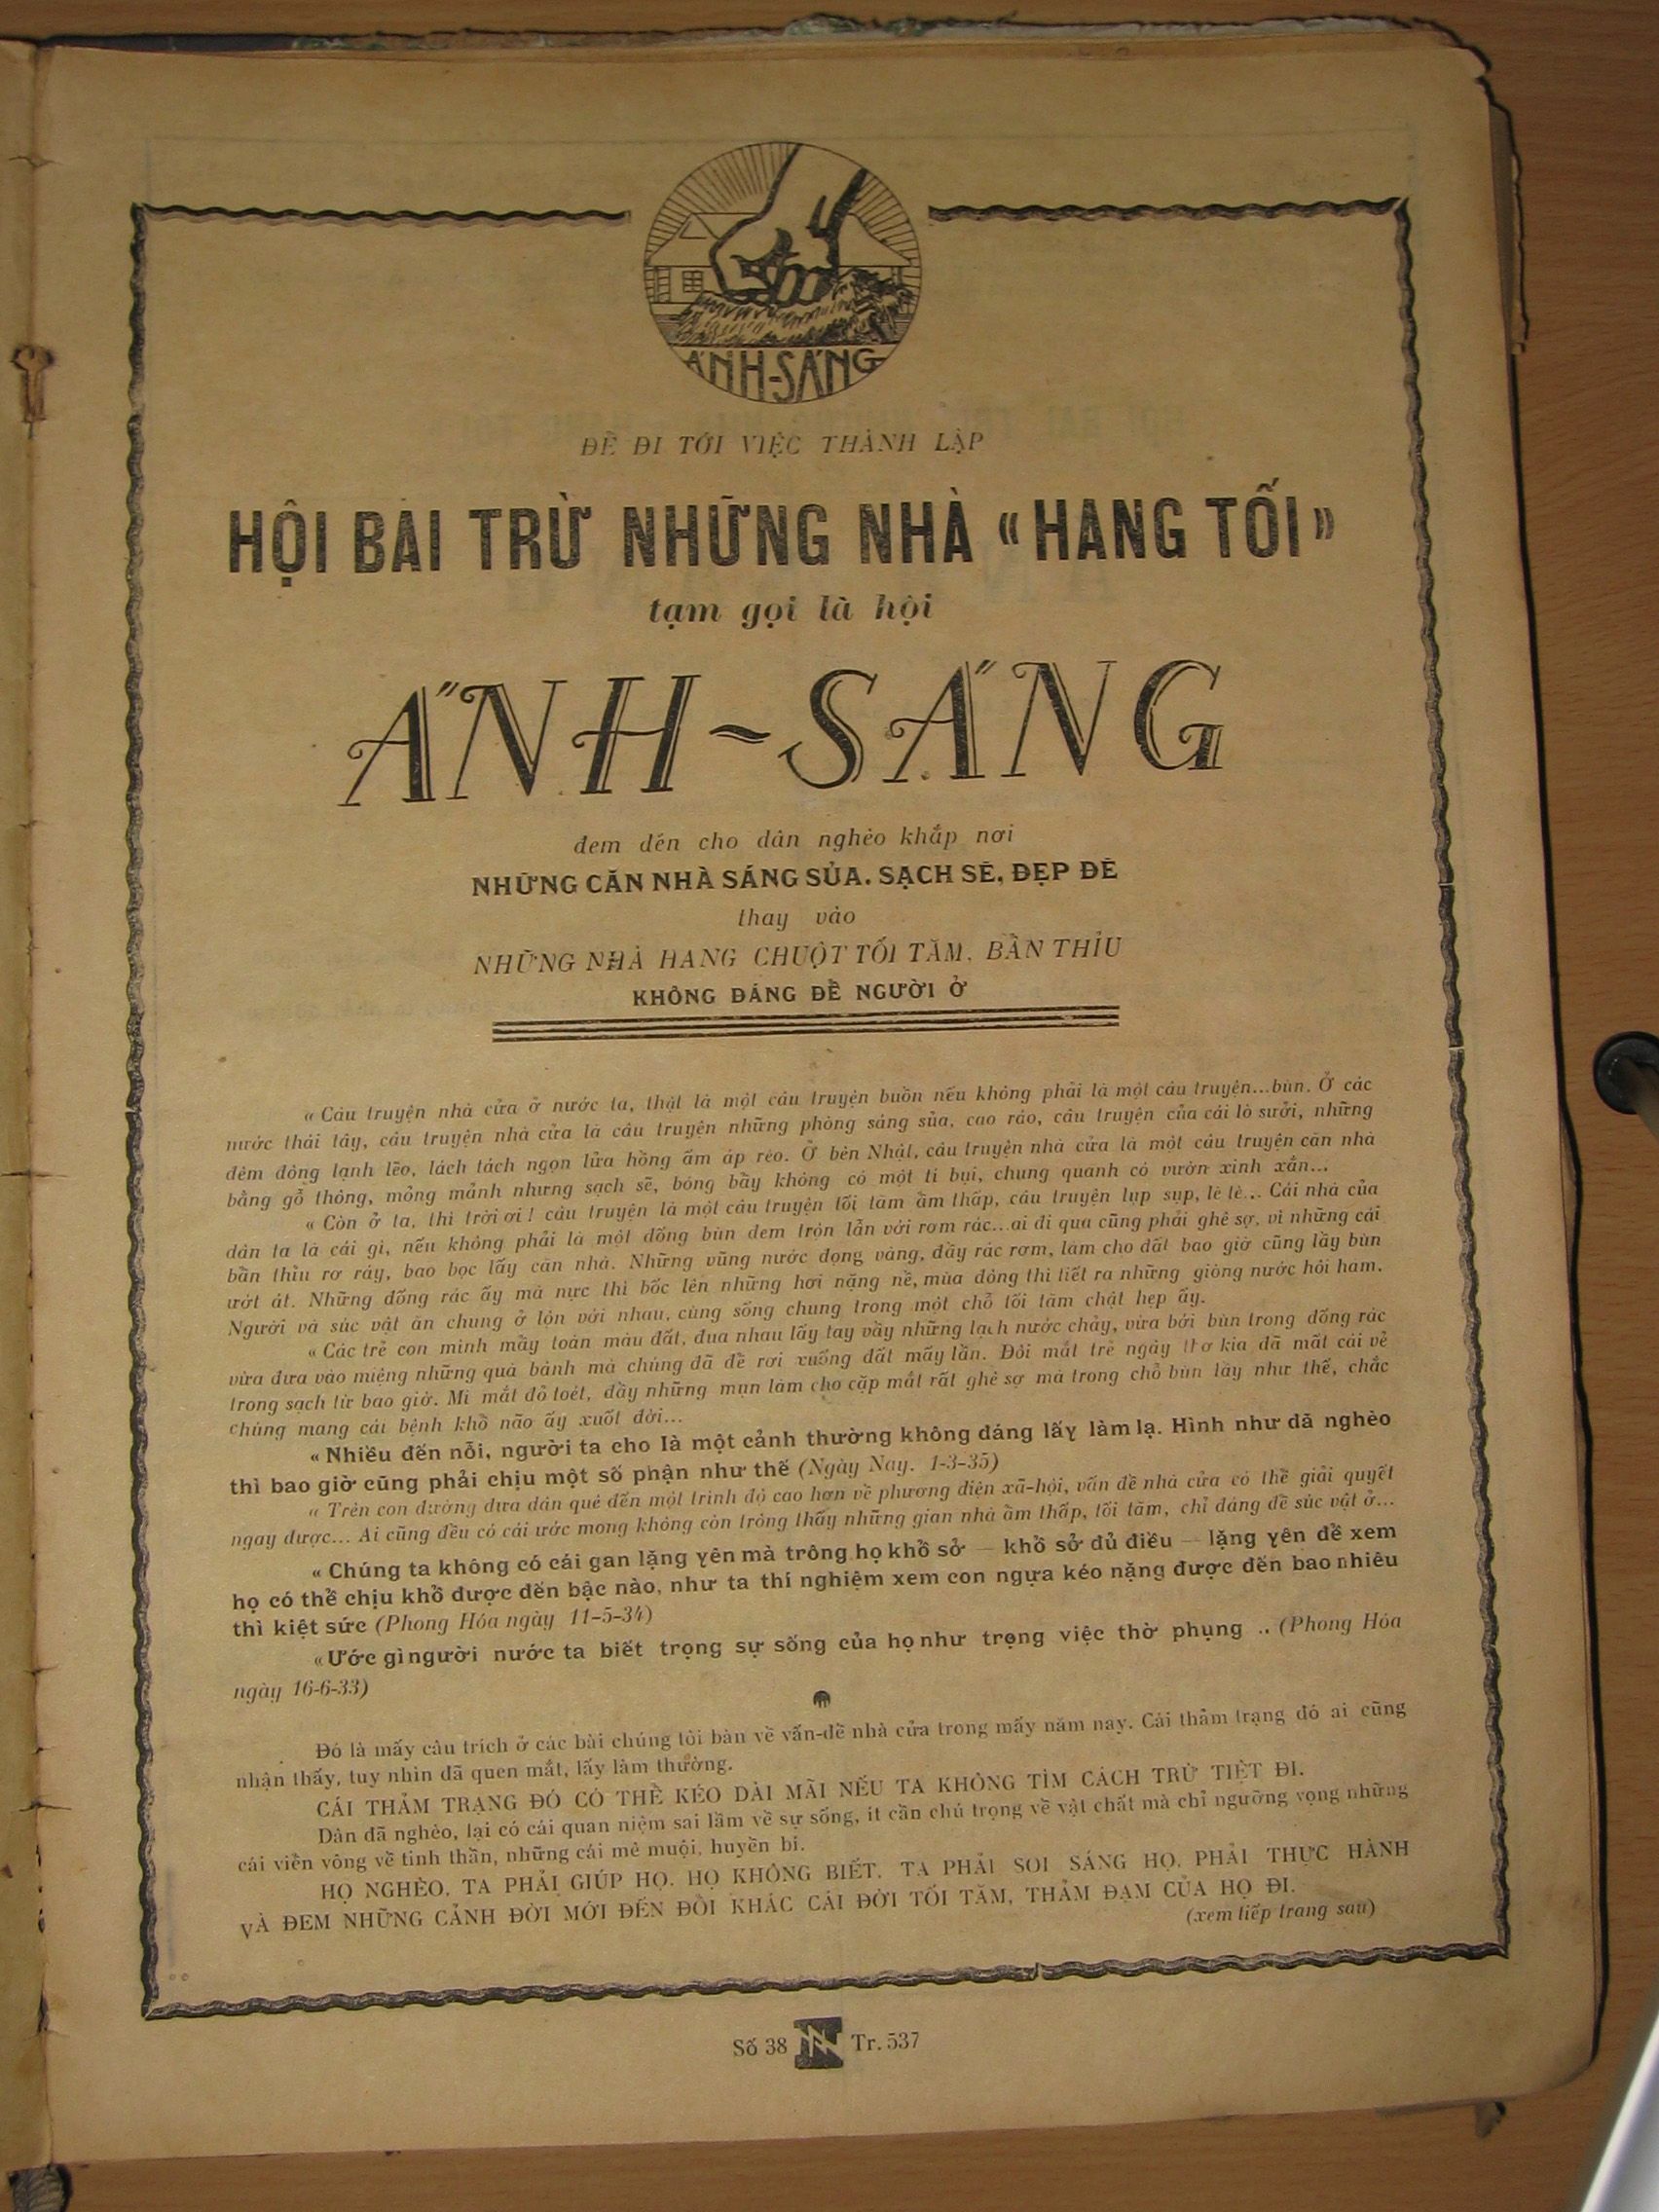 ÁNH-SÁNG
ĐỂ ĐI TỚI VIỆC THÀNH LẬP
HỘI BÀI TRỪ NHỮNG NHÀ « HANG TỐI »
tạm gọi là hội
ÁNH-SÁNG
đem đến cho dân nghèo khắp nơi
NHỮNG CĂN NHÀ SÁNG SỦA, SẠCH SẼ, ĐẸP ĐẼ
thay vào
NHỮNG NHÀ HANG CHUỘT TỐI TĂM, BẨN THỈU
KHÔNG ĐÁNG ĐỂ NGƯỜI Ở
« Câu truyện nhà cửa ở nước ta, thật là một câu truyện buồn nếu không phải là một câu truyện...bùn. Ở các
nước thái tây, câu truyện nhà cửa là câu truyện những phòng sáng sủa, cao ráo, câu truyện của cái lò sưởi, những
đêm đông lạnh lẽo, lách tách ngọn lửa hồng ấm áp reo. Ở bên Nhật, câu truyện nhà cửa là một câu truyện căn nhà
bằng gỗ thông, mỏng mảnh nhưng sạch sẽ, bóng bẩy không có một tí bụi, chung quanh có vườn xinh xắn...
« Còn ở ta, thì trời ơi ! câu truyện là một câu truyện tối tăm ẩm thấp, câu truyện lụp sụp, lè tè... Cái nhà của
dân ta là cái gì, nếu không phải là một đống bùn đem trộn lẫn với rơm rác...ai đi qua cũng phải ghê sợ, vì những cái
bẩn thỉu rơ ráy, bao bọc lấy căn nhà. Những vũng nước đọng vàng, đầy rác rơm, làm cho đất bao giờ cũng lầy bùn
ướt át. Những đống rác ấy mà nực thì bốc lên những hơi nặng nề, mùa đông thì tiết ra những giòng nước hôi ham.
Người và súc vật ăn chung ở lộn với nhau, cùng sống chung trong một chỗ tối tăm chật hẹp ấy.
« Các trẻ con mình mẩy toàn màu đất, đua nhau lấy tay vầy những lạch nước chảy, vừa bới bùn trong đống rác
vừa đưa vào miệng những quà bánh mà chúng đã để rơi xuống đất mấy lần. Đôi mắt trẻ ngây thơ kia đã mất cái vẻ
trong sạch từ bao giờ. Mi mắt đỏ toét, đầy những mụn làm cho cặp mắt rất ghê sợ mà trong chỗ bùn lầy như thế, chắc
chúng mang cái bệnh khổ não ấy xuốt đời...
« Nhiều đến nỗi, người ta cho là một cảnh thường không đáng lấy làm lạ. Hình như đã nghèo
thì bao giờ cũng phải chịu một số phận như thế (Ngày Nay. 1-3-35)
« Trên con đường đưa dân quê đến một trình độ cao hơn về phương diện xã-hội, vấn đề nhà cửa có thể giải quyết
ngay được... Ai cũng đều có cái ước mong không còn trông thấy những gian nhà ẩm thấp, tối tăm, chỉ đáng để súc vật ở...
« Chúng ta không có cái gan lặng yên mà trông họ khổ sở — khổ sở đủ điều — lặng yên để xem
họ có thể chịu khổ được đến bậc nào, như ta thí nghiệm xem con ngựa kéo nặng được đến bao nhiêu
thì kiệt sức (Phong Hóa ngày 11-5-34)
« Ước gì người nước ta biết trọng sự sống của họ như trọng việc thờ phụng .. (Phong Hóa
ngày 16-6-33)
Đó là mấy câu trích ở các bài chúng tôi bàn về vấn-đề nhà cửa trong mấy năm nay. Cái thảm trạng đó ai cũng
nhận thấy, tuy nhìn đã quen mắt, lấy làm thường.
CÁI THẢM TRẠNG ĐÓ CÓ THỂ KÉO DÀI MÃI NẾU TA KHÔNG TÌM CÁCH TRỪ TIỆT ĐI.
Dân đã nghèo, lại có cái quan niệm sai lầm về sự sống, ít cần chú trọng về vật chất mà chỉ ngưỡng vọng những
cái viển vông về tinh thần, những cái mê muội, huyền bí.
HỌ NGHÈO, TA PHẢI GIÚP HỌ. HỌ KHÔNG BIẾT, TA PHẢI SOI SÁNG HỌ, PHẢI THỰC HÀNH
VÀ ĐEM NHỮNG CẢNH ĐỜI MỚI ĐẾN ĐỔI KHÁC CÁI ĐỜI TỐI TĂM, THẢM ĐẠM CỦA HỌ ĐI.
(xem tiếp trang sau)
Số 38 NN Tr. 537